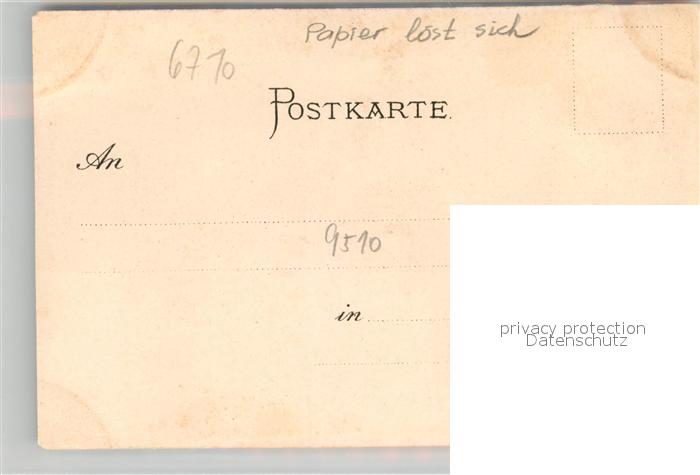 Papier löst sich
6710
POSTKARTE.
An
9510
in
privacy protection
Datenschutz